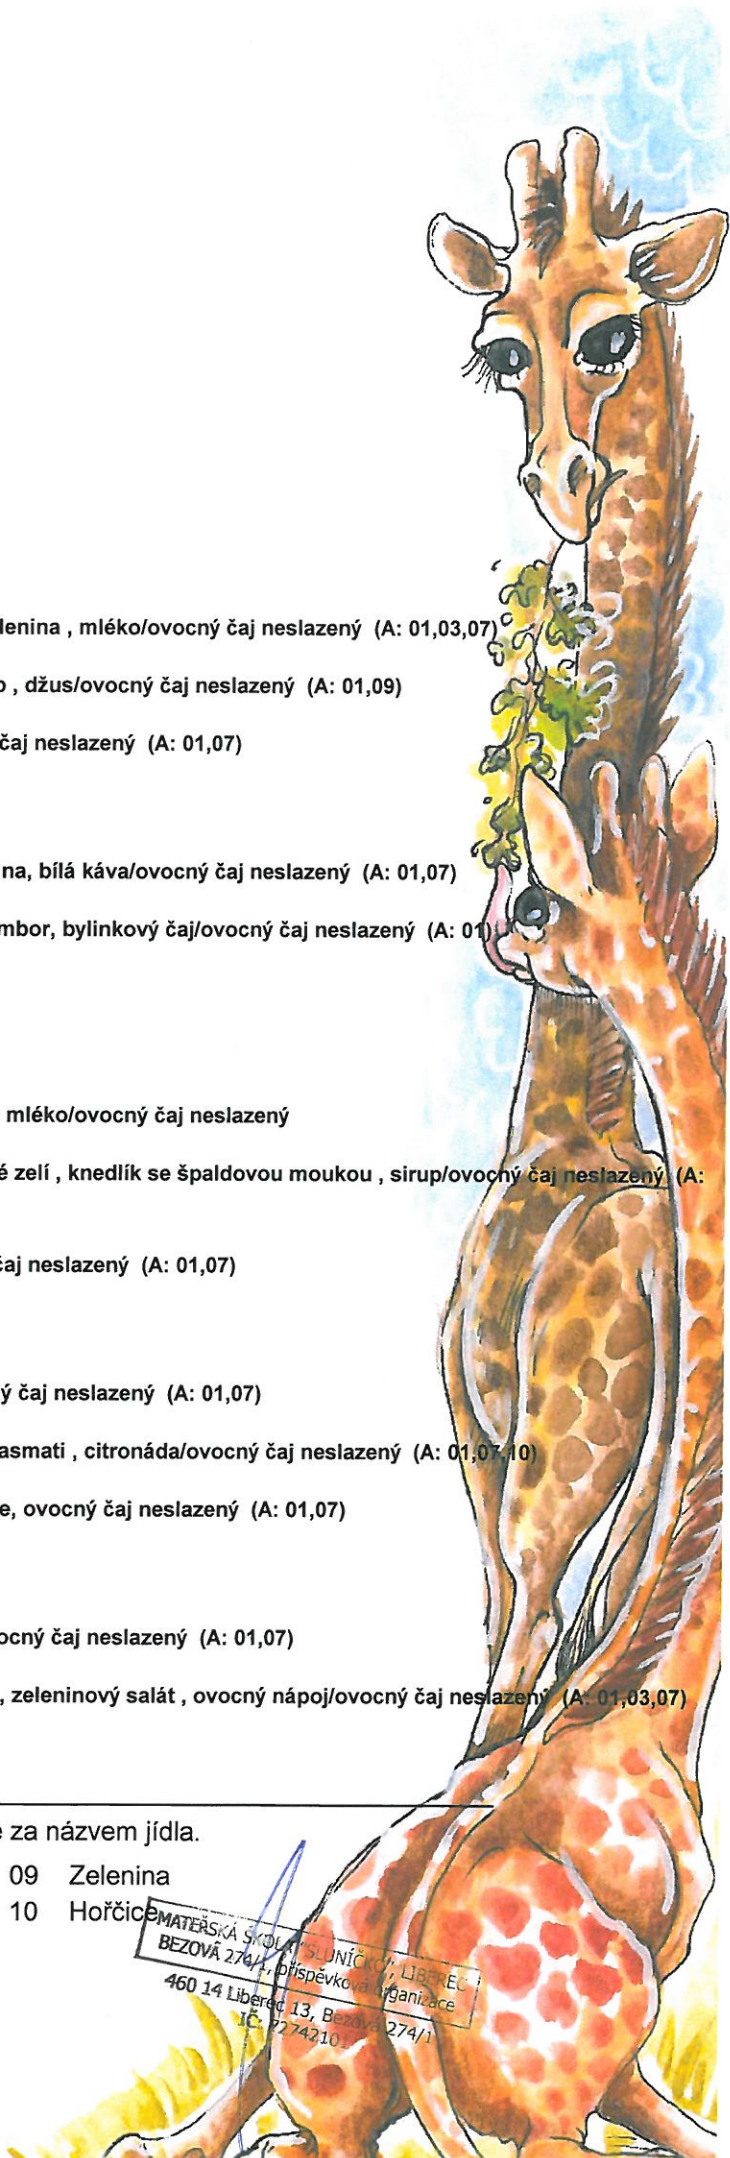 lenina , mléko/ovocný čaj neslazený (A: 01,03,07)
, džus/ovocný čaj neslazený (A: 01,09)
čaj neslazený (A: 01,07)
na, bílá káva/ovocný čaj neslazený (A: 01,07)
mbor, bylinkový čaj/ovocný čaj neslazený (A: 01)
mléko/ovocný čaj neslazený
é zelí , knedlík se špaldovou moukou , sirup/ovocný čaj neslazený (A:
čaj neslazený (A: 01,07)
ý čaj neslazený (A: 01,07)
asmati , citronáda/ovocný čaj neslazený (A: 01,07,10)
e, ovocný čaj neslazený (A: 01,07)
ocný čaj neslazený (A: 01,07)
, zeleninový salát , ovocný nápoj/ovocný čaj neslazený (A: 01,03,07)
e za názvem jídla.
09 Zelenina
10 Hořčice
MATEŘSKÁ ŠKOLA "SLUNÍČKO", LIBEREC
BEZOVÁ 274/1, příspěvková organizace
460 14 Liberec 13, Bezová 274/1
IČ: 72742101